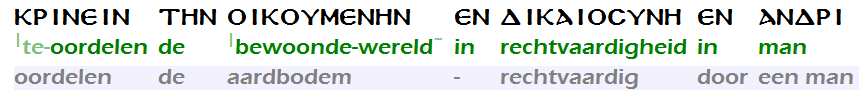 ΚΡΙΝΕΙΝ ΤΗΝ ΟΙΚΟΥΜΕΝΗΝ ΕΝ ΔΙΚΑΙΟϹΥΝΗ ΕΝ ΑΝΔΡΙ
|te-oordelen de |bewoonde-wereld~ in rechtvaardigheid in man
oordelen de aardbodem - rechtvaardig door een man